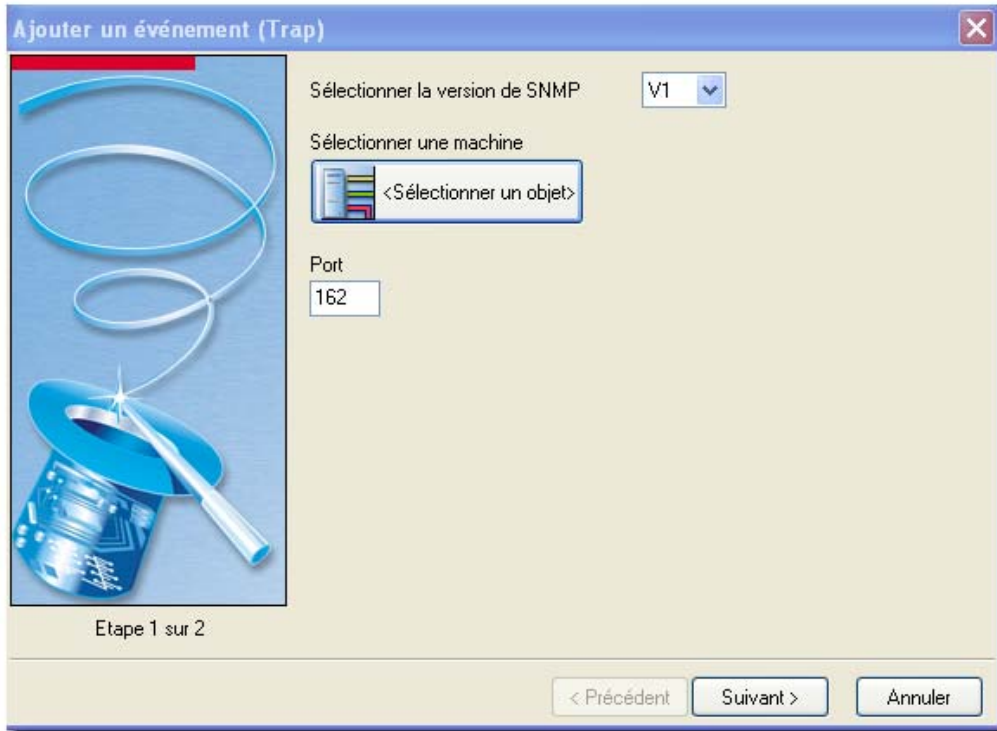 Ajouter un événement (Trap)
Sélectionner la version de SNMP V1
Sélectionner une machine
<Sélectionner un objet>
Port
162
Etape 1 sur 2
< Précédent Suivant > Annuler